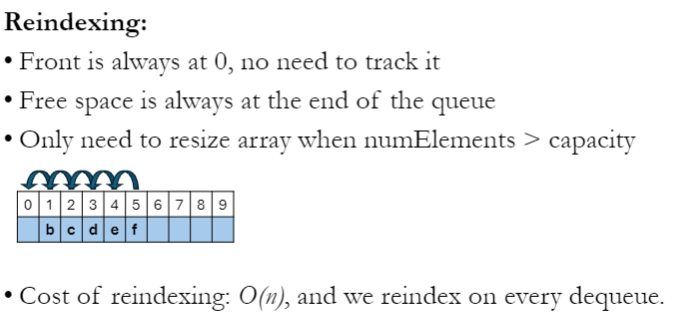 Reindexing:
• Front is always at 0, no need to track it
• Free space is always at the end of the queue
• Only need to resize array when numElements > capacity
0 1 2 3 4 5 6 7 8 9
b c d e f
• Cost of reindexing: O(n), and we reindex on every dequeue.